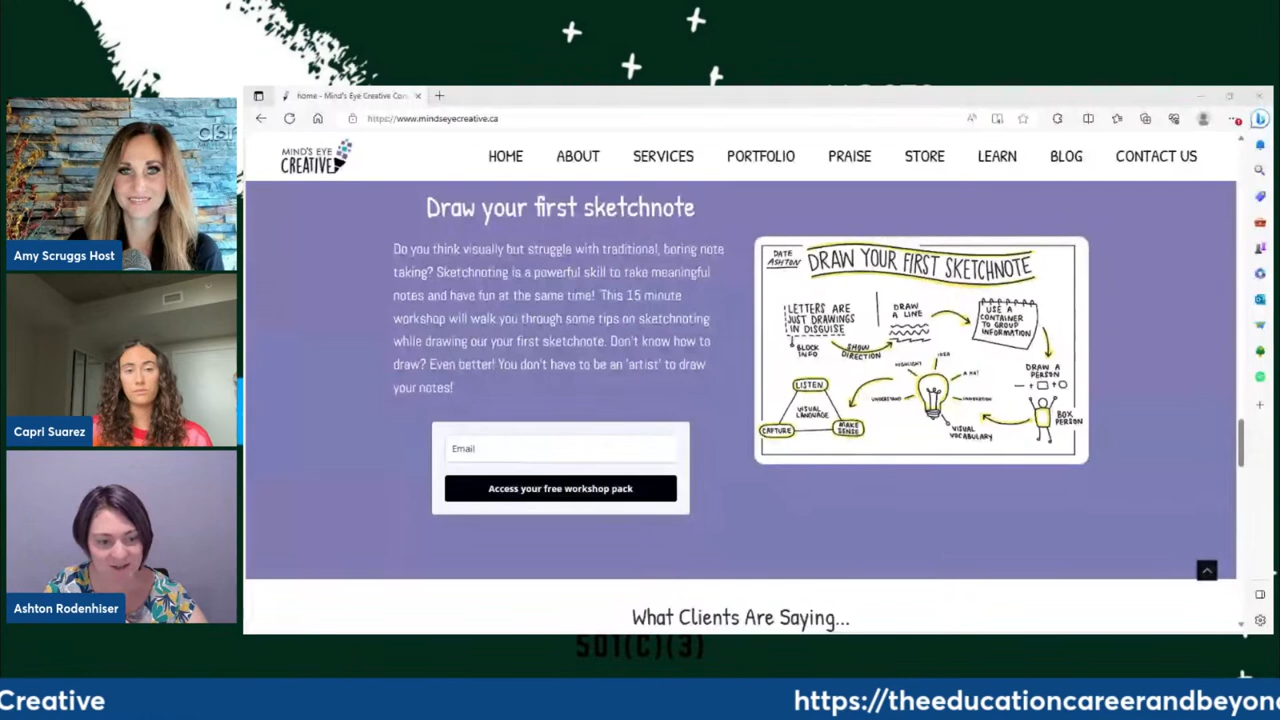 Amy Scruggs Host
Capri Suarez
Ashton Rodenhiser
home - Mind's Eye Creative Con
https://www.mindseyecreative.ca
MIND'S EYE
CREATIVE
HOME
ABOUT
SERVICES
PORTFOLIO
PRAISE
STORE
LEARN
BLOG
CONTACT US
Draw your first sketchnote
Do you think visually but struggle with traditional, boring note
taking? Sketchnoting is a powerful skill to take meaningful
notes and have fun at the same time! This 15 minute
workshop will walk you through some tips on sketchnoting
while drawing our your first sketchnote. Don't know how to
draw? Even better! You don't have to be an 'artist' to draw
your notes!
Email
Access your free workshop pack
DATE
ASHTON
DRAW YOUR FIRST SKETCHNOTE
LETTERS ARE
JUST DRAWINGS
IN DISGUISE
BLOCK
INFO
SHOW
DIRECTION
DRAW
A LINE
USE A
CONTAINER
TO GROUP
INFORMATION
DRAW A
PERSON
BOX
PERSON
VISUAL
VOCABULARY
IDEA
HIGHLIGHT
A HA!
UNDERSTAND
LISTEN
VISUAL
LANGUAGE
CAPTURE
MAKE
SENSE
What Clients Are Saying...
501(C)(3)
Creative
https://theeducationcareerandbeyond